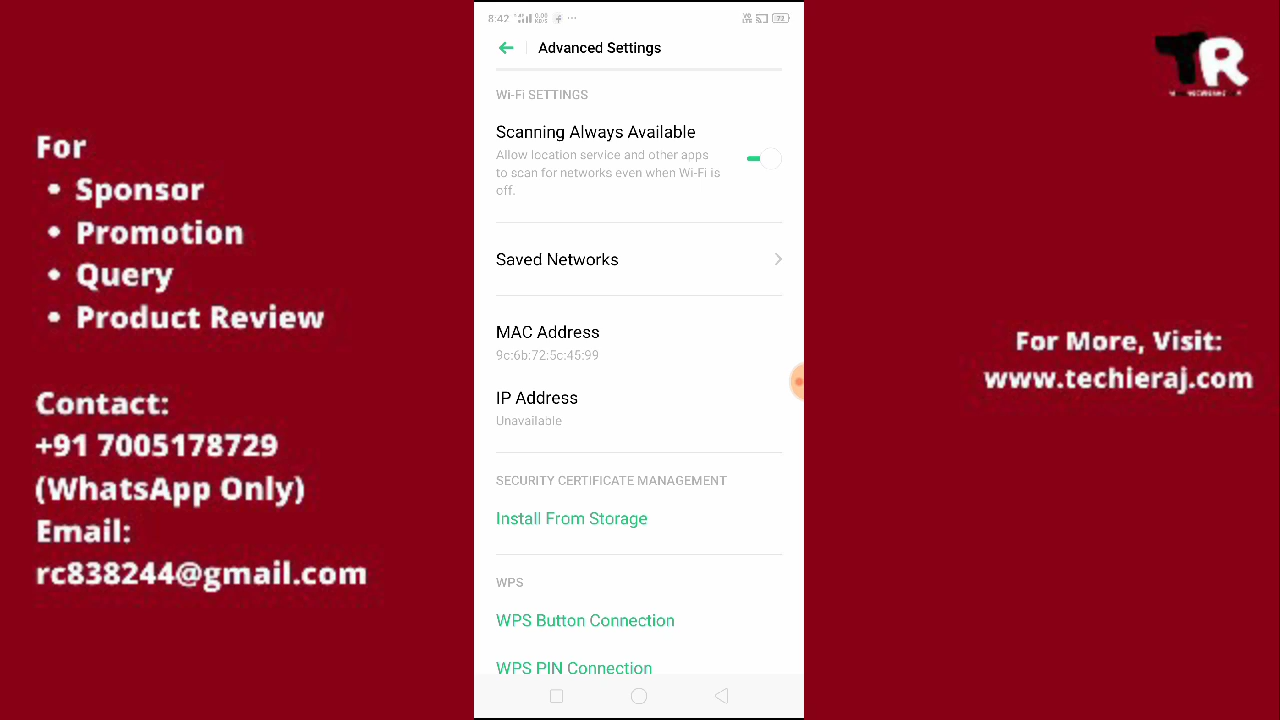 For
• Sponsor
• Promotion
• Query
• Product Review
Contact:
+91 7005178729
(WhatsApp Only)
Email:
rc838244@gmail.com
8:42
72
Advanced Settings
Wi-Fi SETTINGS
Scanning Always Available
Allow location service and other apps
to scan for networks even when Wi-Fi is
off.
Saved Networks
MAC Address
9c:6b:72:5c:45:99
IP Address
Unavailable
SECURITY CERTIFICATE MANAGEMENT
Install From Storage
WPS
WPS Button Connection
WPS PIN Connection
TR
For More, Visit:
www.techieraj.com